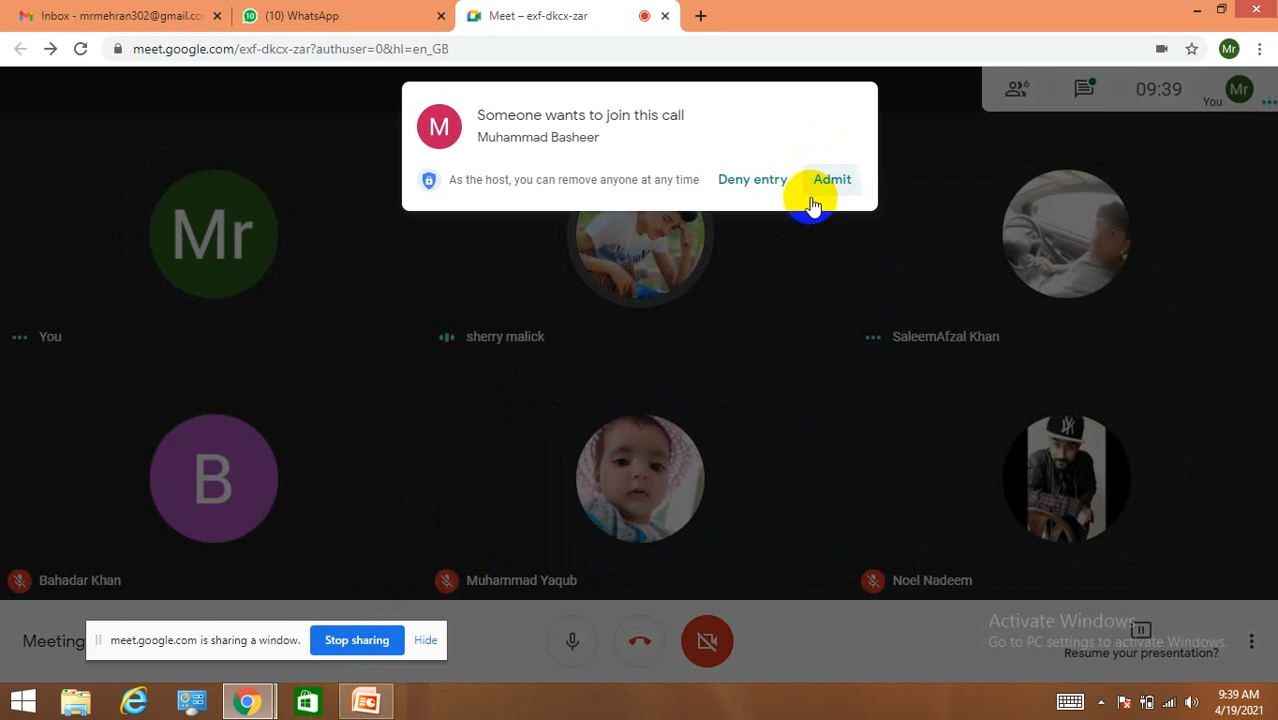 Inbox - mrmehran302@gmail.co
(10) WhatsApp
Meet – exf-dkcx-zar
meet.google.com/exf-dkcx-zar?authuser=0&hl=en_GB
Mr
M
Someone wants to join this call
Muhammad Basheer
As the host, you can remove anyone at any time
Deny entry
Admit
6
09:39
You
Mr
Mr
You
sherry malick
SaleemAfzal Khan
B
Bahadar Khan
Muhammad Yaqub
Noel Nadeem
Meeting
meet.google.com is sharing a window.
Stop sharing
Hide
Activate Windows
Go to PC settings to activate Windows.
Resume your presentation?
9:39 AM
4/19/2021